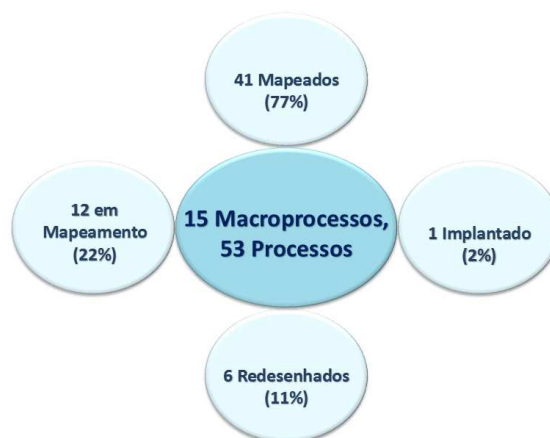 41 Mapeados
(77%)
12 em
Mapeamento
(22%)
15 Macroprocessos,
53 Processos
1 Implantado
(2%)
6 Redesenhados
(11%)